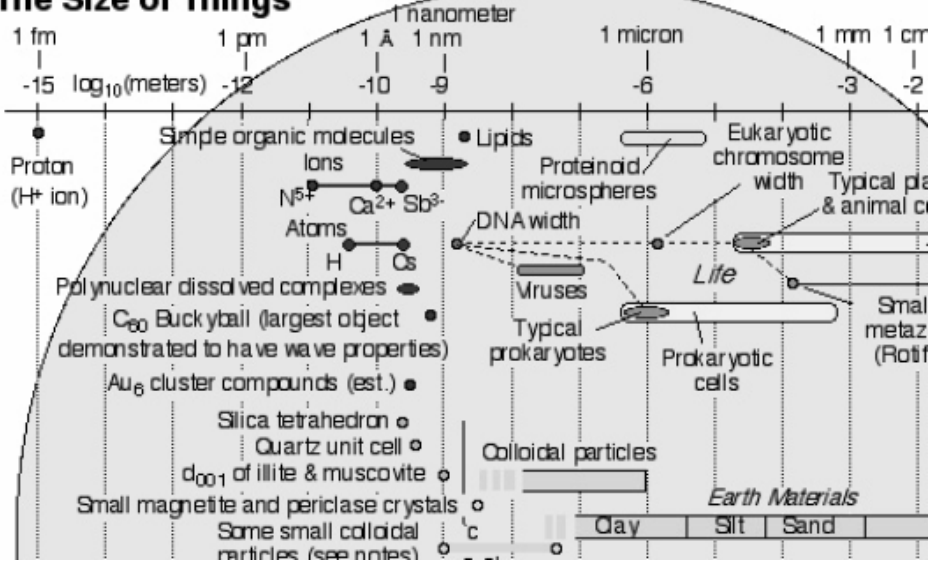 The Size of Things
1 nanometer
1 fm 1 pm 1 Å 1 nm 1 micron 1 mm 1 cm
-15 log10(meters) -12 -10 -9 -6 -3 -2
Simple organic molecules Lipids Eukaryotic
chromosome
width
Proton
(H+ ion)
Ions
Proteinoid
microspheres
Typical
& animal
N5+ Ca2+ Sb3-
DNA width
Atoms
H Cs
Life
Polynuclear dissolved complexes
Viruses
C60 Buckyball (largest object
demonstrated to have wave properties)
Typical
prokaryotes
Prokaryotic
cells
Au6 cluster compounds (est.)
Silica tetrahedron
Quartz unit cell
Colloidal particles
d001 of illite & muscovite
Small magnetite and periclase crystals
Earth Materials
Some small colloidal
particles (see notes)
Clay Silt Sand